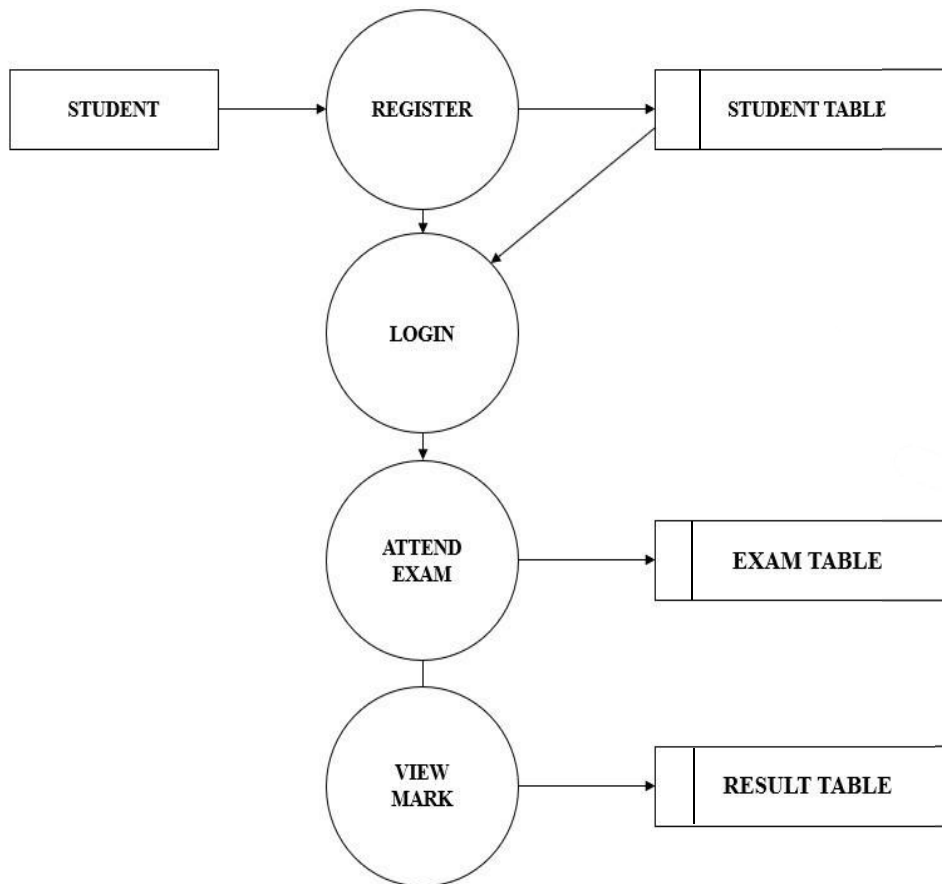 STUDENT
REGISTER
STUDENT TABLE
LOGIN
ATTEND
EXAM
EXAM TABLE
VIEW
MARK
RESULT TABLE